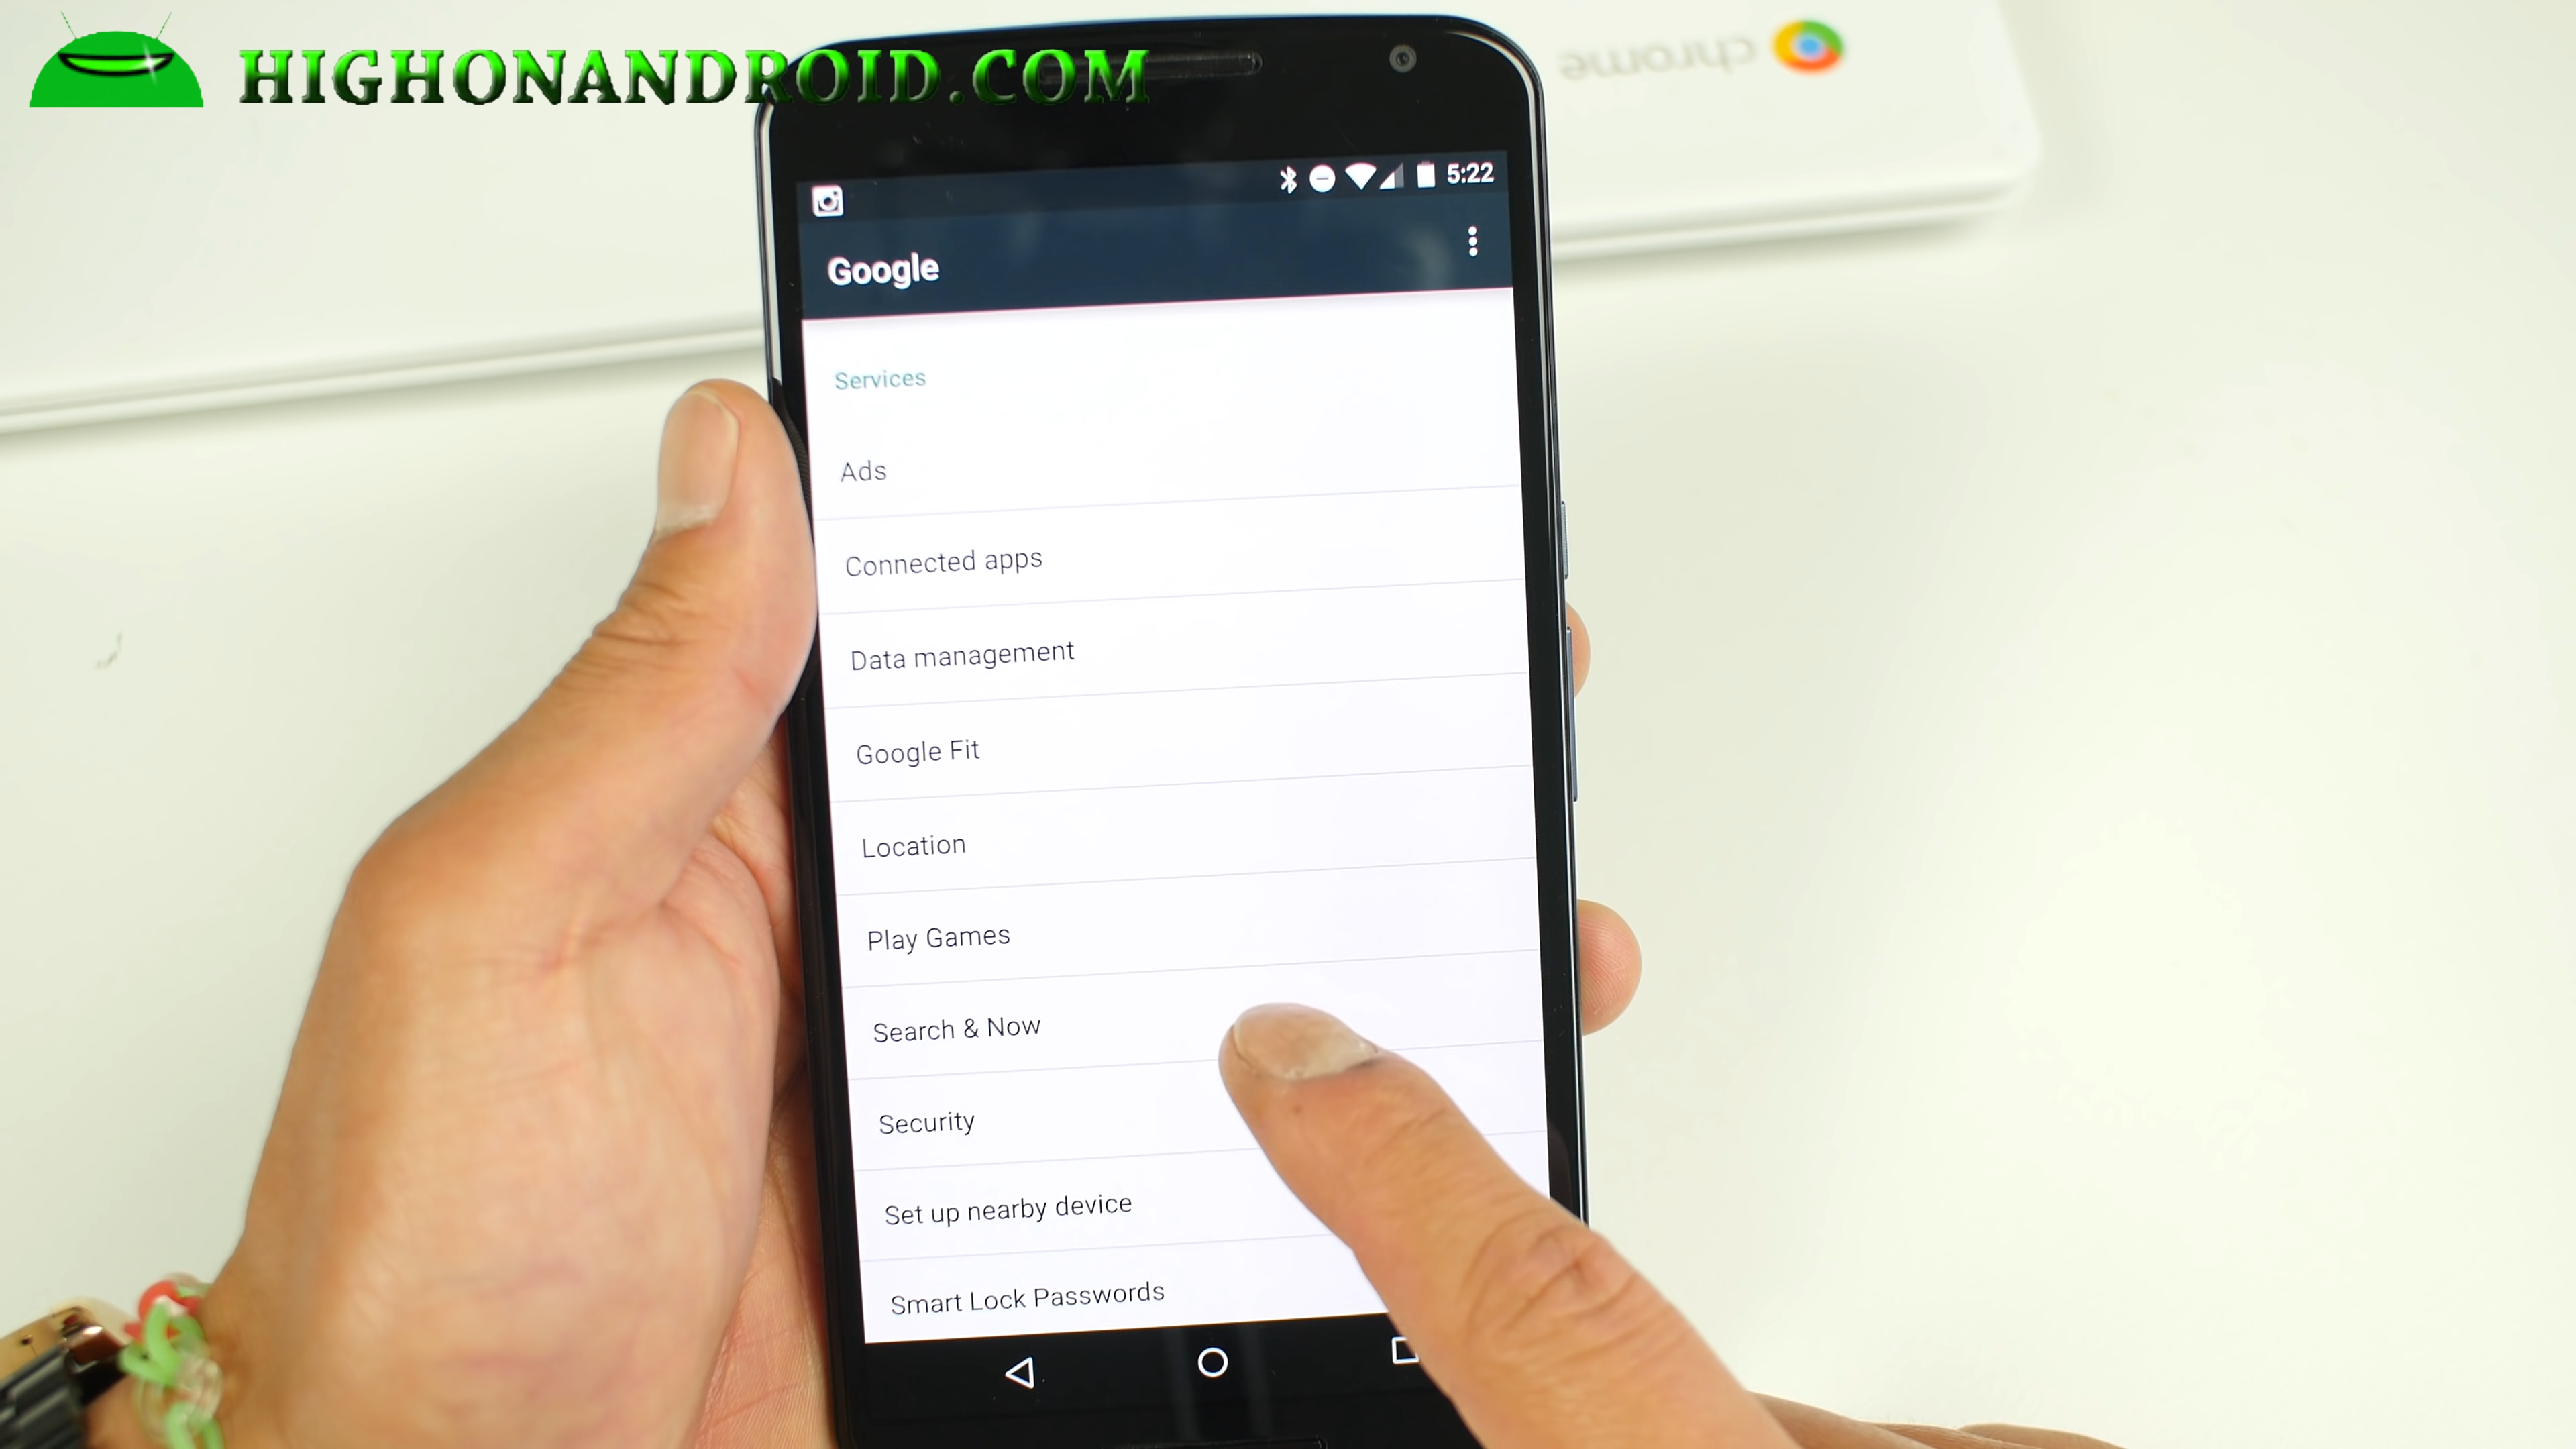 HIGHONANDROID.COM
chrome
5:22
Google
Services
Ads
Connected apps
Data management
Google Fit
Location
Play Games
Search & Now
Security
Set up nearby device
Smart Lock Passwords